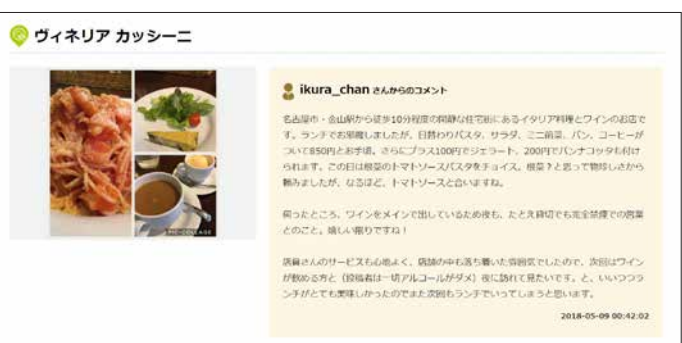 ヴィネリア カッシーニ
ikura_chan さんからのコメント
名古屋市・金山駅から徒歩10分程度の閑静な住宅街にあるイタリア料理とワインのお店で
す。ランチでお邪魔しましたが、日替わりパスタ、サラダ、ミニ前菜、パン、コーヒーが
ついて850円とお手頃。さらにプラス100円でジェラート、200円でパンナコッタも付け
られます。この日は根菜のトマトソースパスタをチョイス。根菜？と思って物珍しさから
頼みましたが、なるほど、トマトソースと合いますね。
伺ったところ、ワインをメインで出しているため夜も、たとえ貸切でも完全禁煙での営業
とのこと。嬉しい限りですね！
店員さんのサービスも心地よく、店舗の中も落ち着いた雰囲気でしたので、次回はワイン
が飲める方と（投稿者は一切アルコールがダメ）夜に訪れて見たいです。と、いいつつラ
ンチがとても美味しかったのでまた次回もランチでいってしまうと思います。
2018-05-09 00:42:02
PIC•COLLAGE